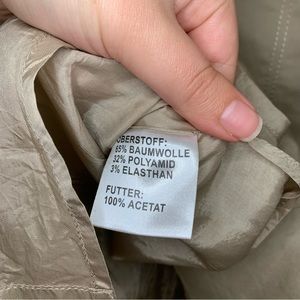 OBERSTOFF:
65% BAUMWOLLE
32% POLYAMID
3% ELASTHAN
FUTTER:
100% ACETAT